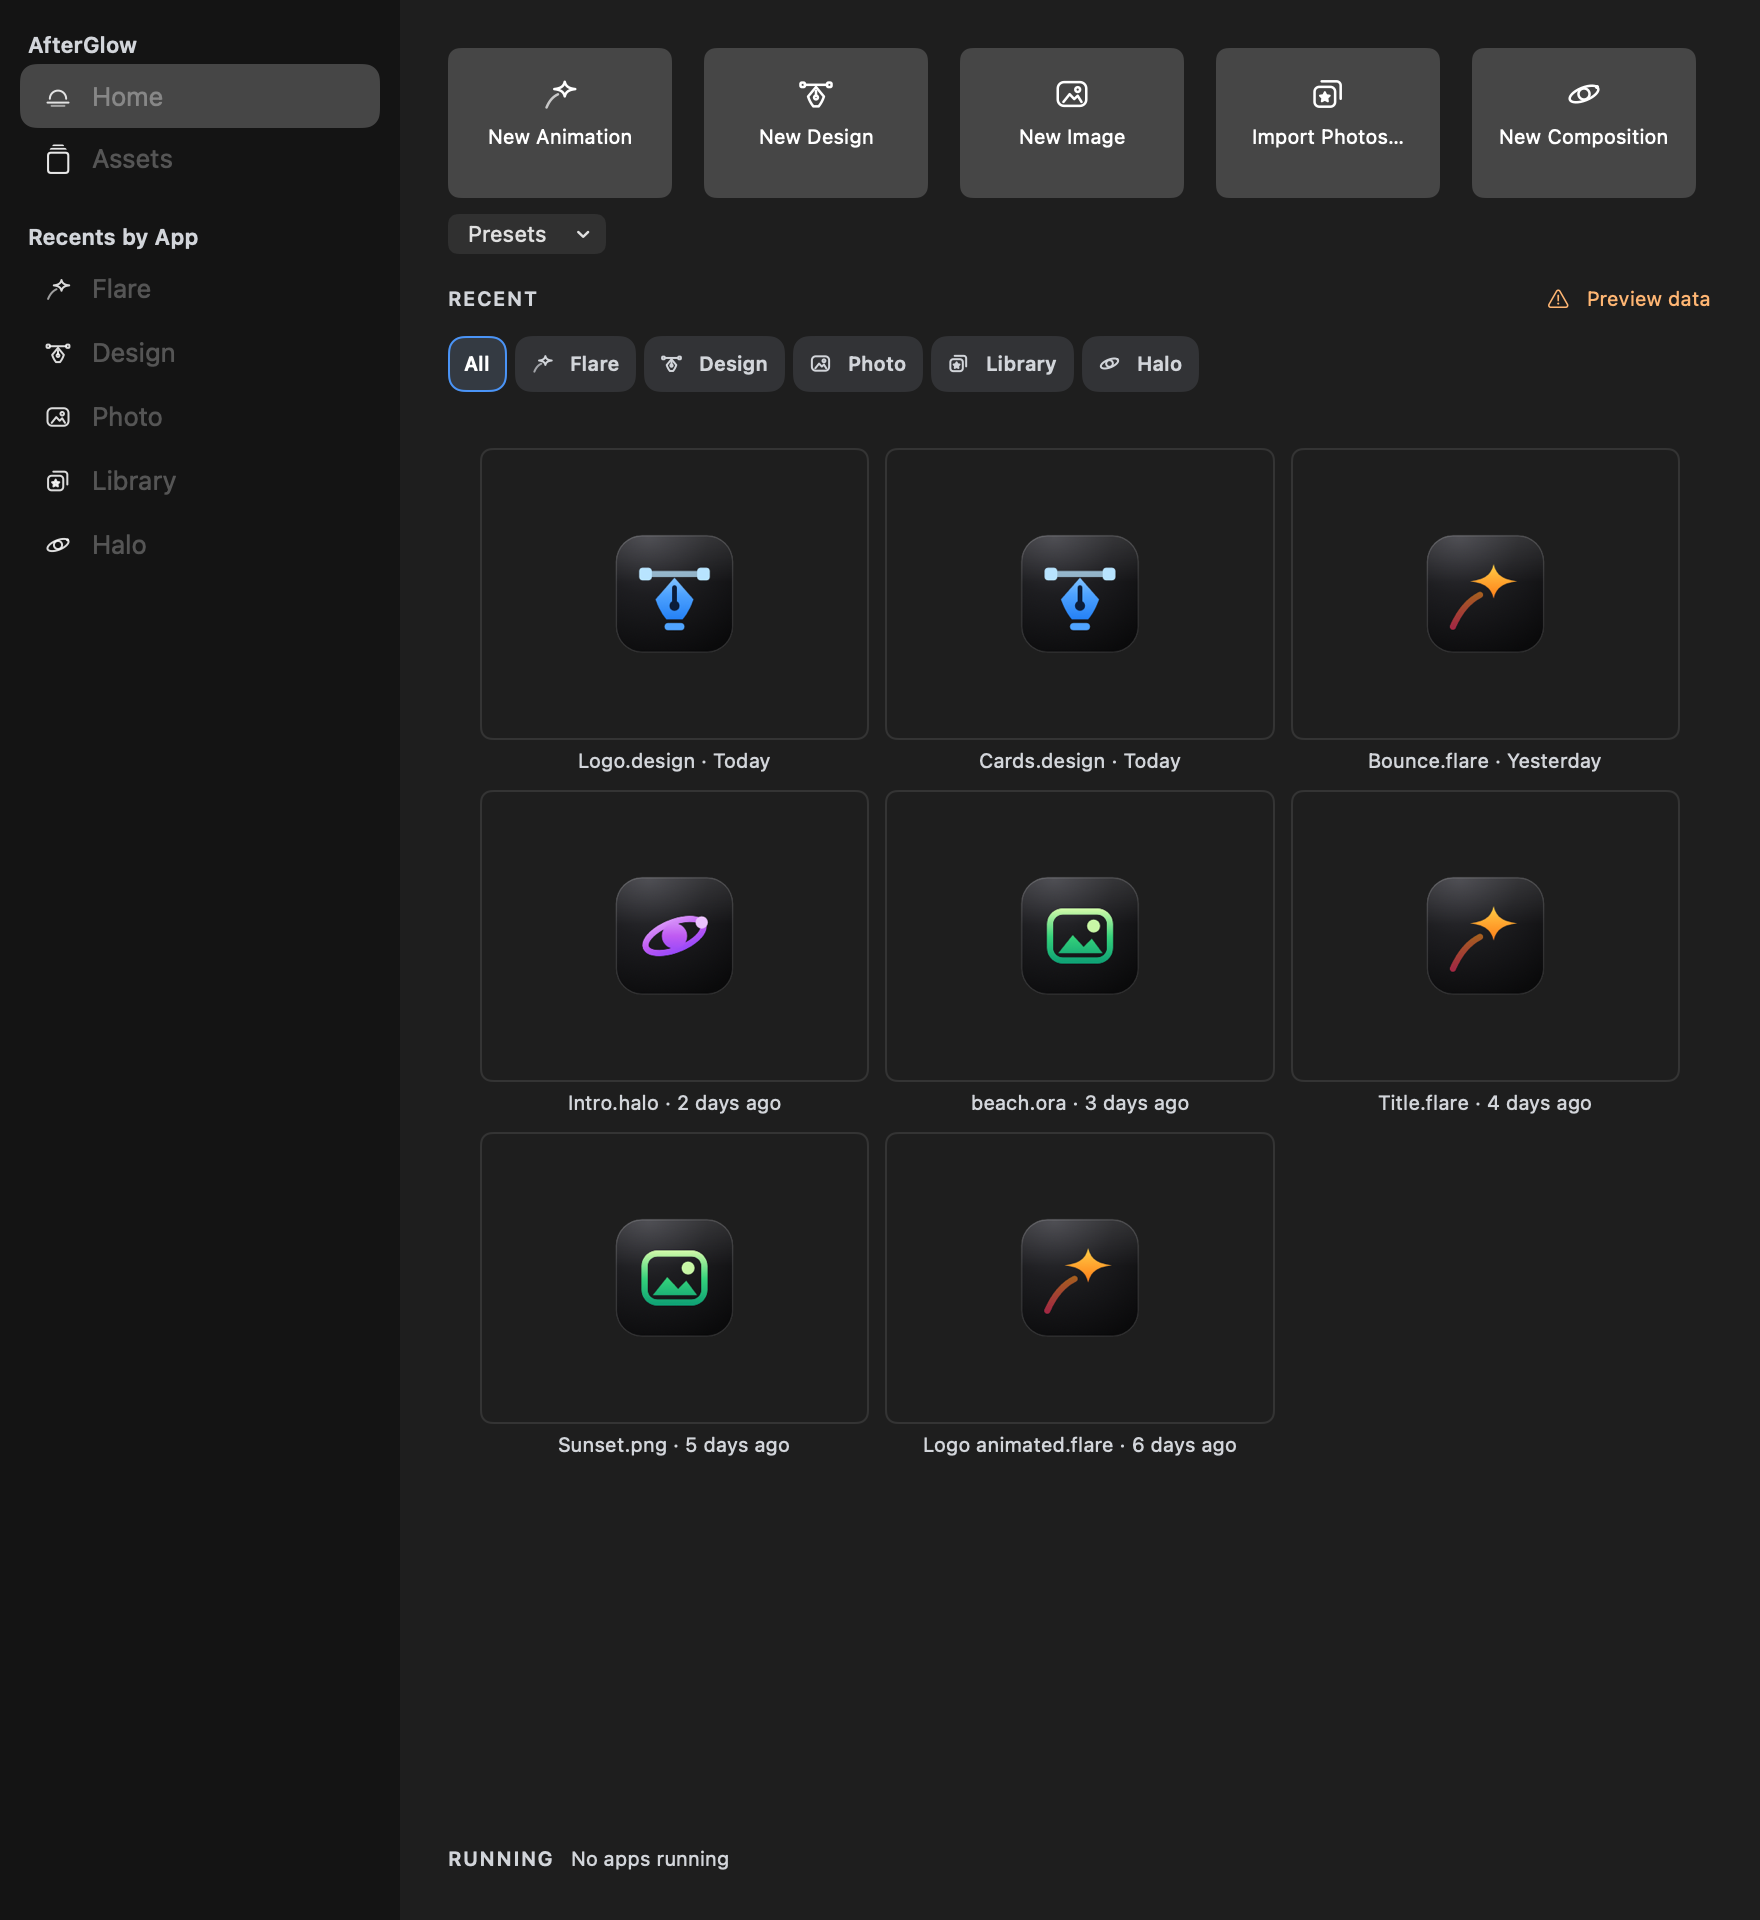 AfterGlow
Home
Assets
Recents by App
Flare
Design
Photo
Library
Halo
New Animation
New Design
New Image
Import Photos...
New Composition
Presets
RECENT
Preview data
All
Flare
Design
Photo
Library
Halo
Logo.design · Today
Cards.design · Today
Bounce.flare · Yesterday
Intro.halo · 2 days ago
beach.ora · 3 days ago
Title.flare · 4 days ago
Sunset.png · 5 days ago
Logo animated.flare · 6 days ago
RUNNING No apps running